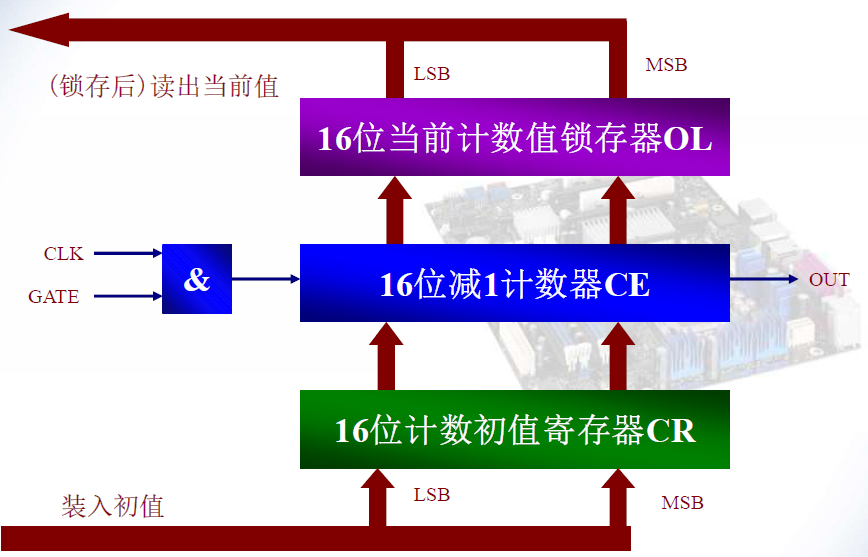 LSB
MSB
(锁存后)读出当前值
16位当前计数值锁存器OL
CLK
GATE
&
16位减1计数器CE
OUT
16位计数初值寄存器CR
LSB
MSB
装入初值